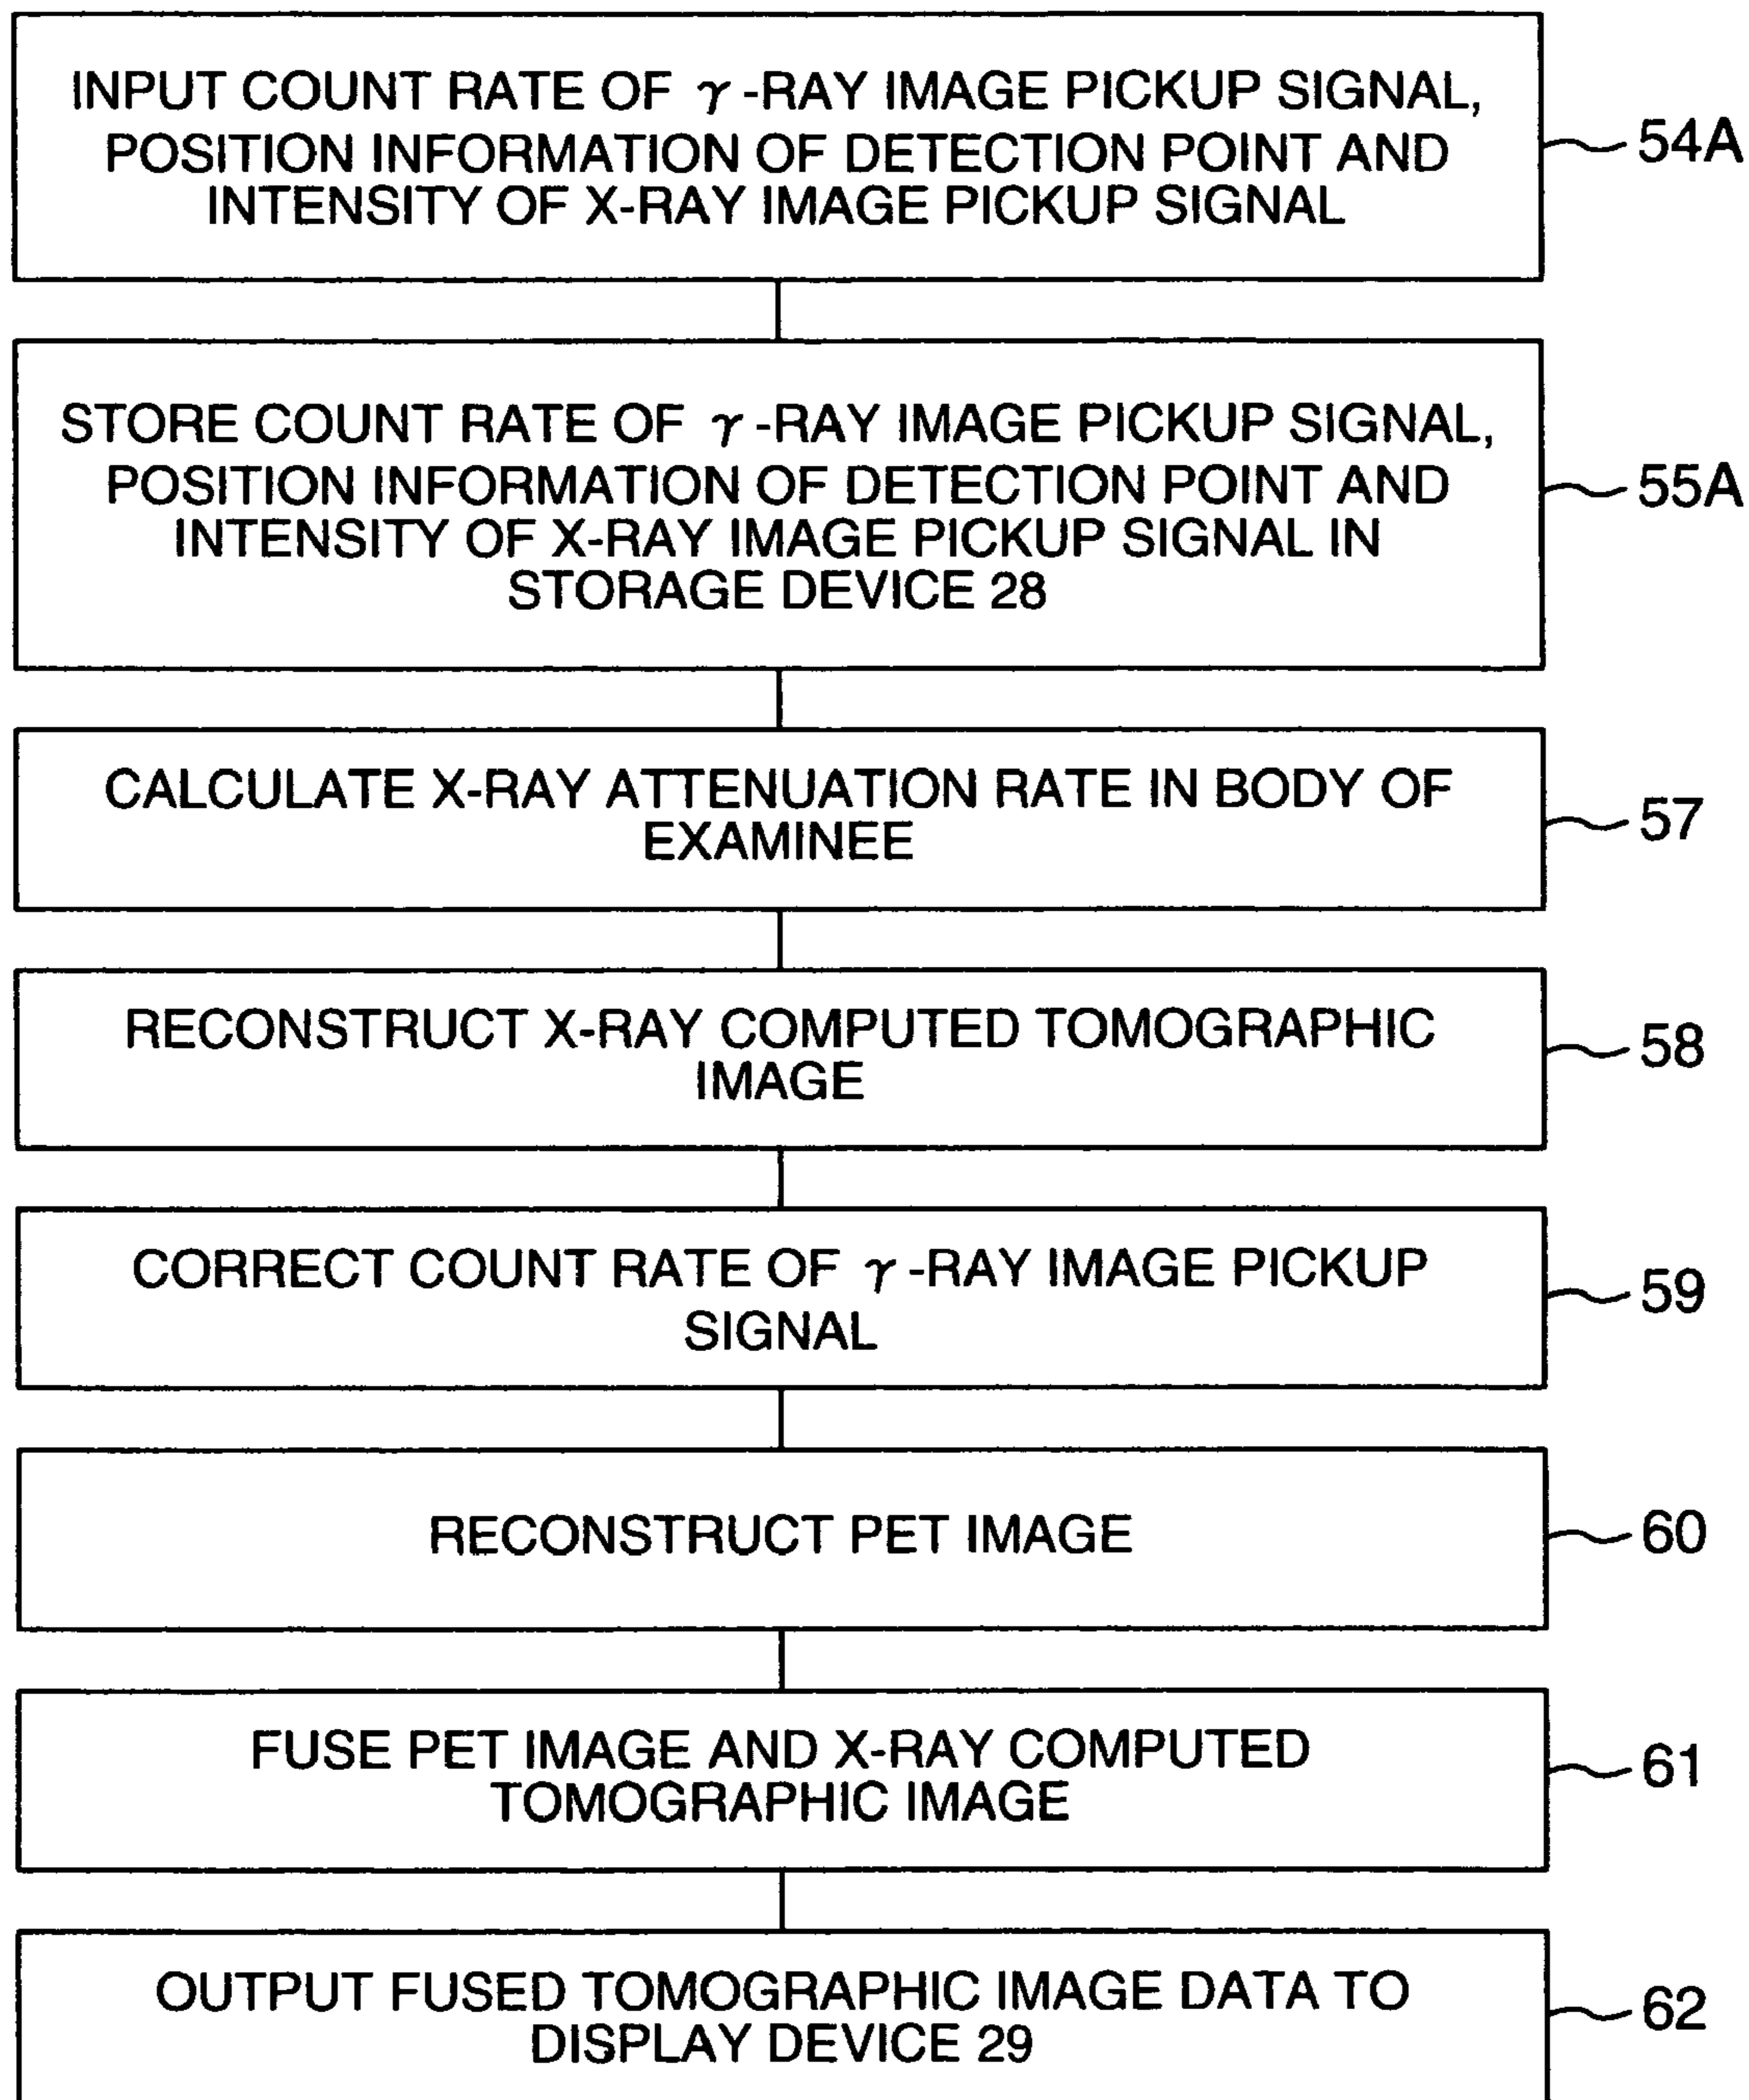 INPUT COUNT RATE OF γ-RAY IMAGE PICKUP SIGNAL,
POSITION INFORMATION OF DETECTION POINT AND
INTENSITY OF X-RAY IMAGE PICKUP SIGNAL
54A
STORE COUNT RATE OF γ-RAY IMAGE PICKUP SIGNAL,
POSITION INFORMATION OF DETECTION POINT AND
INTENSITY OF X-RAY IMAGE PICKUP SIGNAL IN
STORAGE DEVICE 28
55A
CALCULATE X-RAY ATTENUATION RATE IN BODY OF
EXAMINEE
57
RECONSTRUCT X-RAY COMPUTED TOMOGRAPHIC
IMAGE
58
CORRECT COUNT RATE OF γ-RAY IMAGE PICKUP
SIGNAL
59
RECONSTRUCT PET IMAGE
60
FUSE PET IMAGE AND X-RAY COMPUTED
TOMOGRAPHIC IMAGE
61
OUTPUT FUSED TOMOGRAPHIC IMAGE DATA TO
DISPLAY DEVICE 29
62